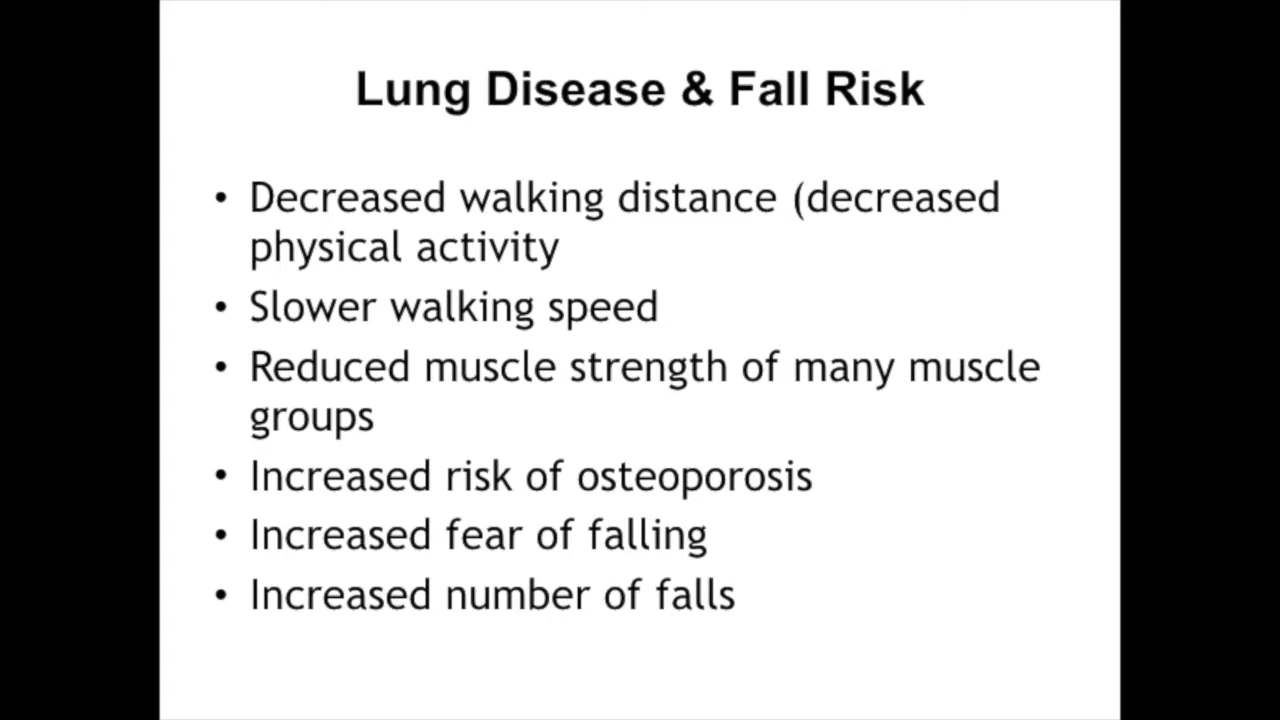 Lung Disease & Fall Risk
• Decreased walking distance (decreased
physical activity
• Slower walking speed
• Reduced muscle strength of many muscle
groups
• Increased risk of osteoporosis
• Increased fear of falling
• Increased number of falls